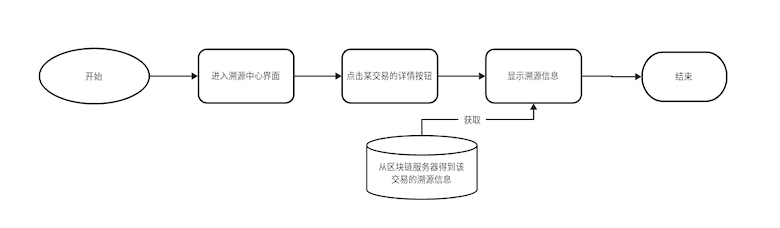 开始
进入溯源中心界面
点击某交易的详情按钮
显示溯源信息
结束
获取
从区块链服务器得到该
交易的溯源信息